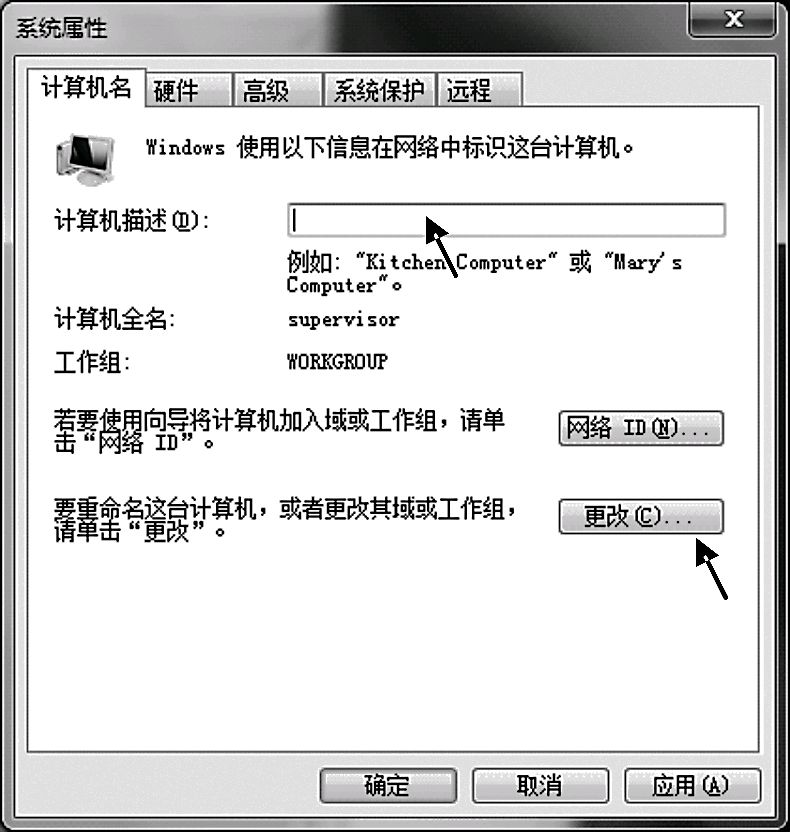 系统属性
计算机名 硬件 高级 系统保护 远程
Windows 使用以下信息在网络中标识这台计算机。
计算机描述(D):
例如: "Kitchen Computer" 或 "Mary's
Computer"。
计算机全名: supervisor
工作组: WORKGROUP
若要使用向导将计算机加入域或工作组，请单
击“网络 ID”。
网络 ID(N)...
要重命名这台计算机，或者更改其域或工作组，
请单击“更改”。
更改(C)...
确定 取消 应用(A)